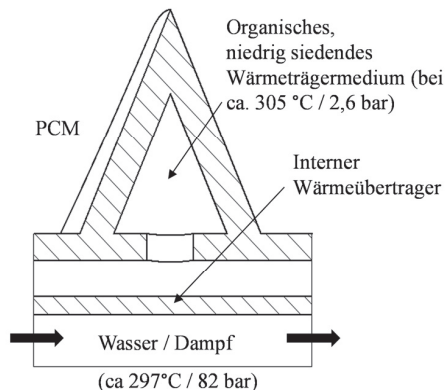 Organisches,
niedrig siedendes
Wärmeträgermedium (bei
ca. 305 °C / 2,6 bar)
PCM
Interner
Wärmeübertrager
Wasser / Dampf
(ca 297°C / 82 bar)